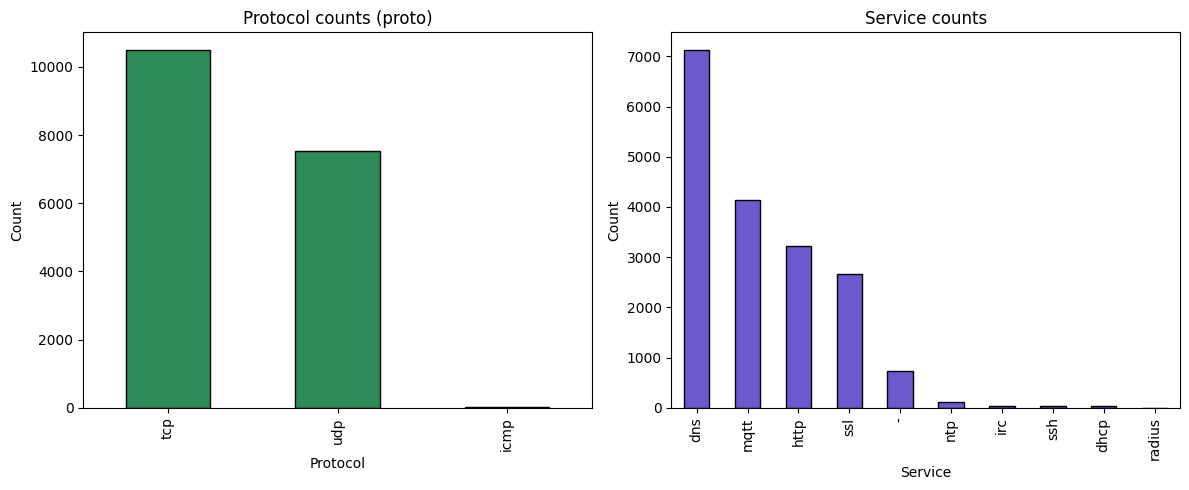 Protocol counts (proto)
10000
8000
6000
4000
2000
0
Count
tcp
udp
icmp
Protocol
Service counts
7000
6000
5000
4000
3000
2000
1000
0
Count
dns
mqtt
http
ssl
-
ntp
irc
ssh
dhcp
radius
Service